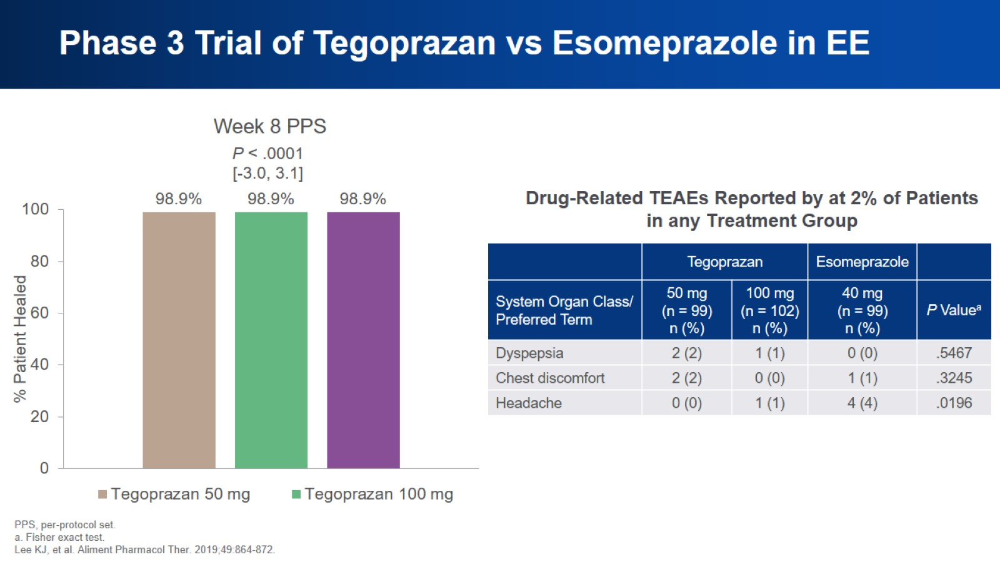 Phase 3 Trial of Tegoprazan vs Esomeprazole in EE
Week 8 PPS
P < .0001
[-3.0, 3.1]
98.9% 98.9% 98.9%
100
80
60
40
20
0
% Patient Healed
Tegoprazan 50 mg Tegoprazan 100 mg
Drug-Related TEAEs Reported by at 2% of Patients
in any Treatment Group
Tegoprazan Esomeprazole
System Organ Class/
Preferred Term
50 mg
(n = 99)
n (%)
100 mg
(n = 102)
n (%)
40 mg
(n = 99)
n (%)
P Valueᵃ
Dyspepsia 2 (2) 1 (1) 0 (0) .5467
Chest discomfort 2 (2) 0 (0) 1 (1) .3245
Headache 0 (0) 1 (1) 4 (4) .0196
PPS, per-protocol set.
a. Fisher exact test.
Lee KJ, et al. Aliment Pharmacol Ther. 2019;49:864-872.